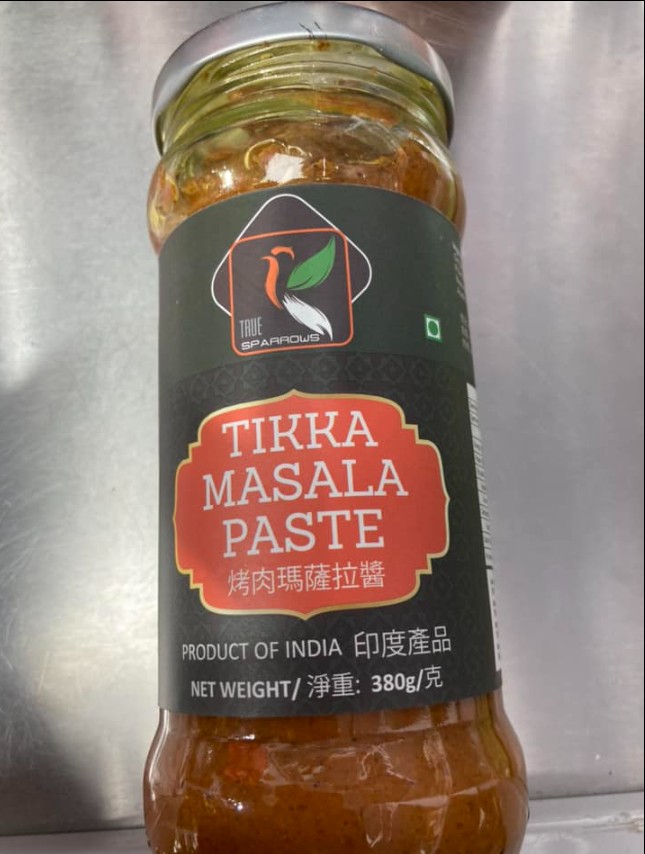 TRUE
SPARROWS
TIKKA
MASALA
PASTE
烤肉瑪薩拉醬
PRODUCT OF INDIA 印度產品
NET WEIGHT/ 淨重: 380g/克